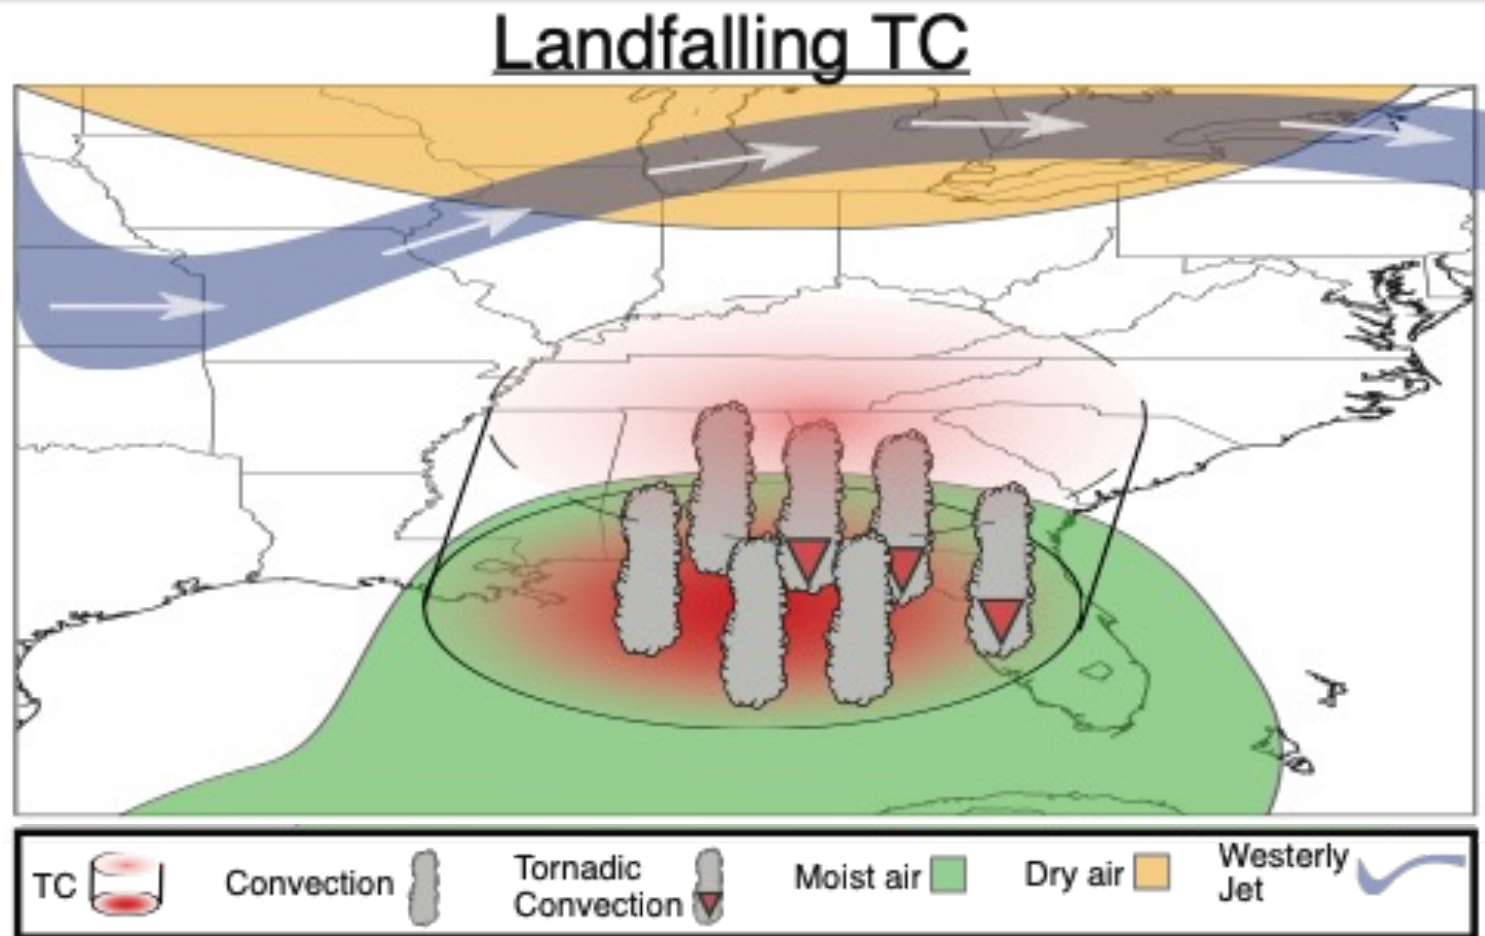 Landfalling TC
TC
Convection
Tornadic
Convection
Moist air
Dry air
Westerly
Jet